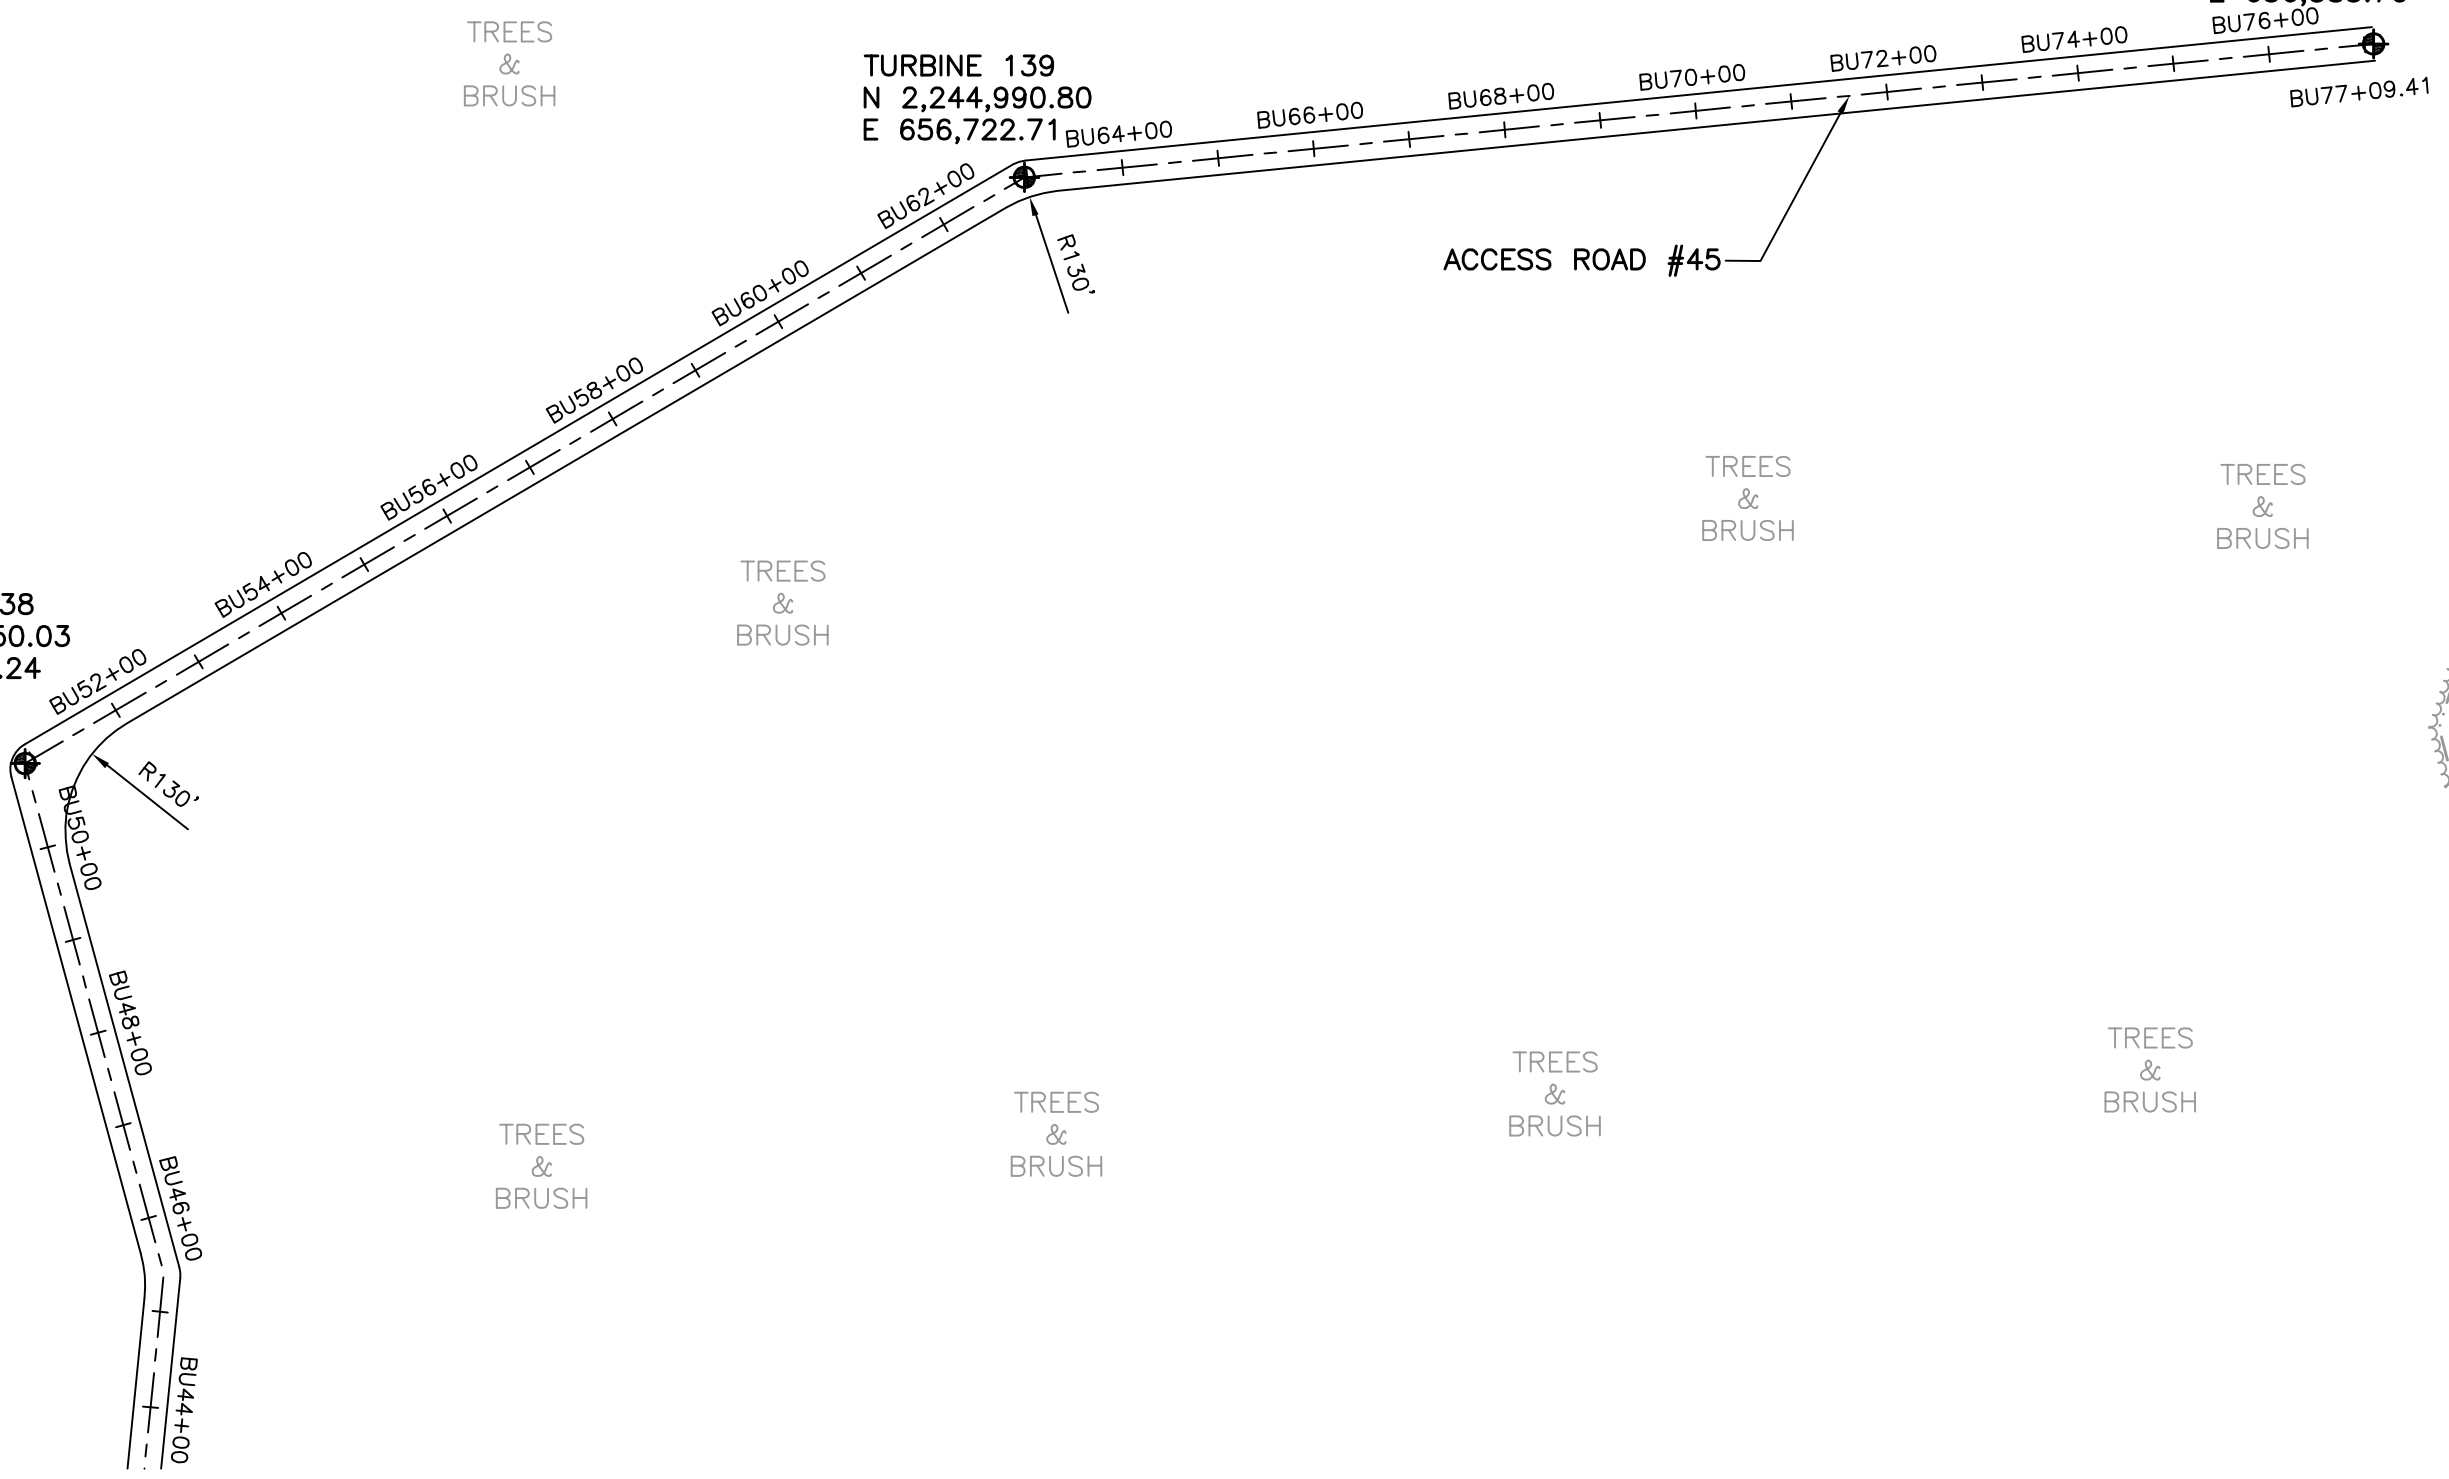 TREES
&
BRUSH
TURBINE 139
N 2,244,990.80
E 656,722.71
BU76+00
BU74+00
BU72+00
BU70+00
BU68+00
BU66+00
BU64+00
BU77+09.41
BU62+00
R130'
ACCESS ROAD #45
BU60+00
BU58+00
BU56+00
BU54+00
BU52+00
TREES
&
BRUSH
TREES
&
BRUSH
TREES
&
BRUSH
38
50.03
.24
R130'
BU50+00
BU48+00
BU46+00
BU44+00
TREES
&
BRUSH
TREES
&
BRUSH
TREES
&
BRUSH
TREES
&
BRUSH